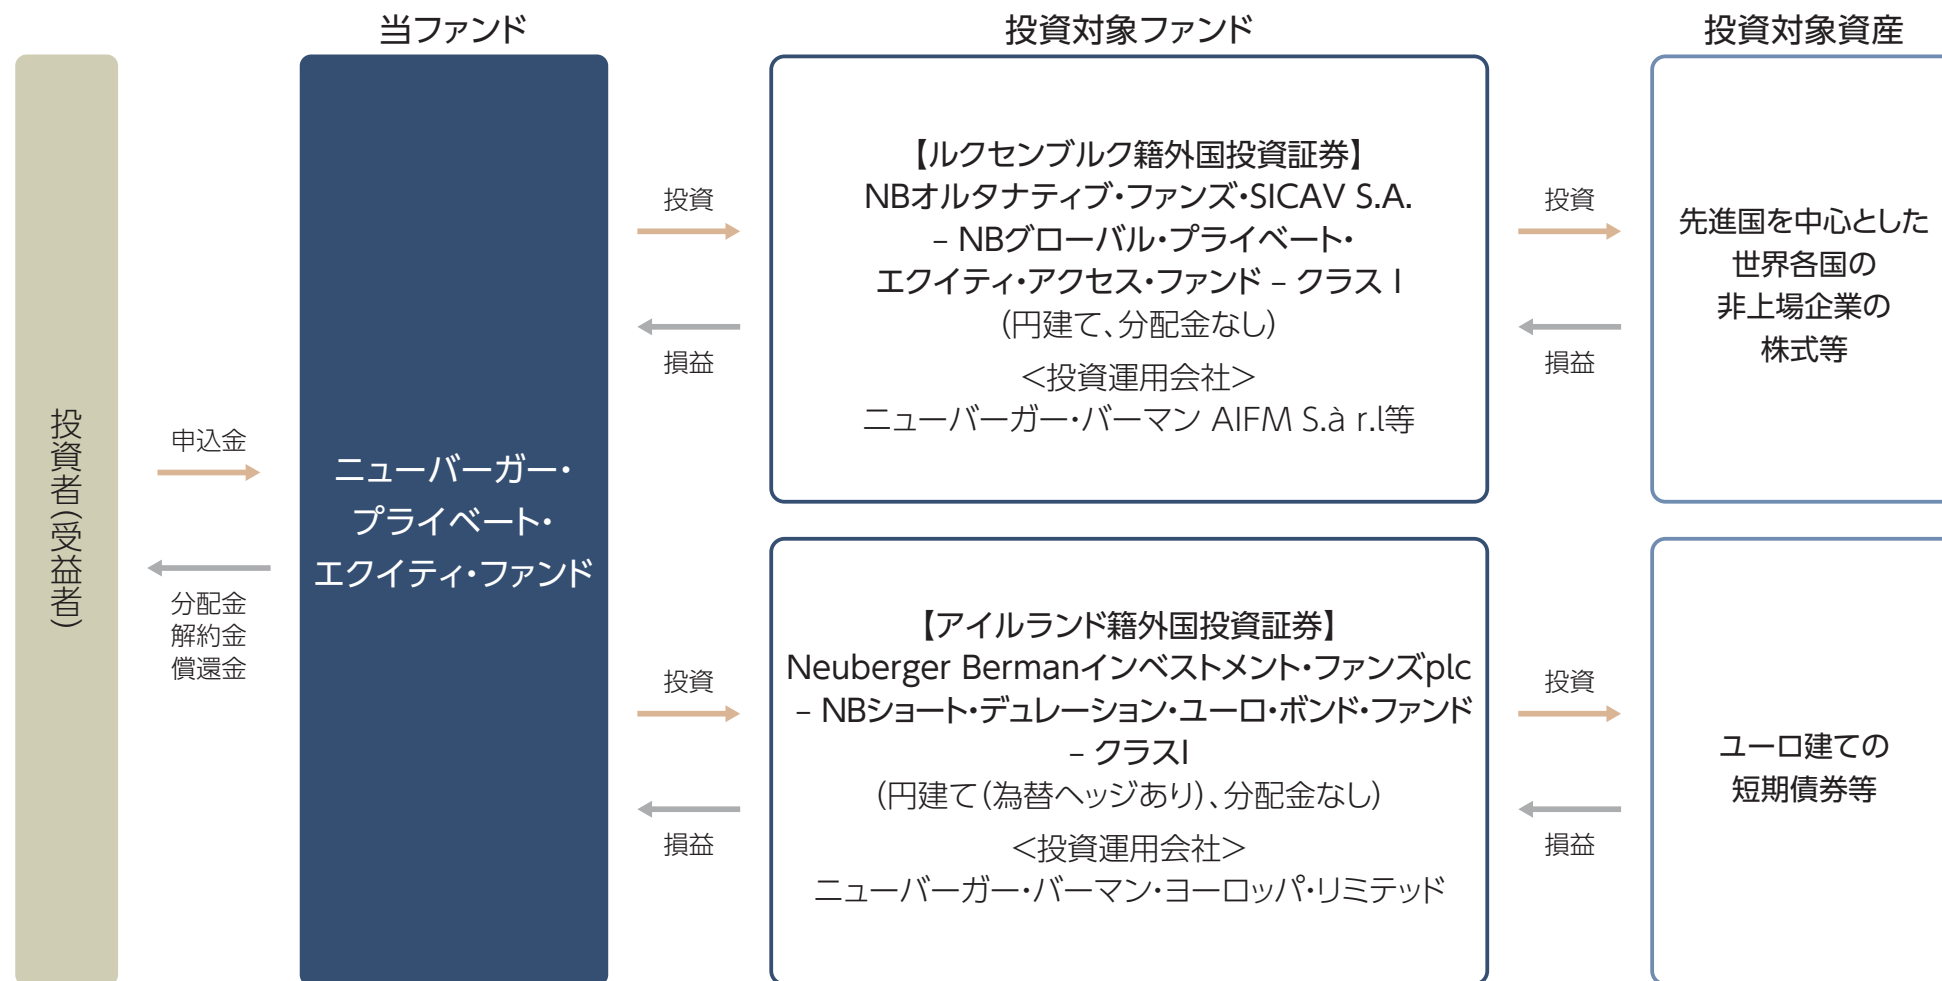 当ファンド
投資対象ファンド
投資対象資産
投資者(受益者)
申込金
分配金
解約金
償還金
ニューバーガー・
プライベート・
エクイティ・ファンド
投資
損益
【ルクセンブルク籍外国投資証券】
NBオルタナティブ・ファンズ・SICAV S.A.
– NBグローバル・プライベート・
エクイティ・アクセス・ファンド – クラス I
(円建て、分配金なし)
<投資運用会社>
ニューバーガー・バーマン AIFM S.à r.l等
投資
損益
先進国を中心とした
世界各国の
非上場企業の
株式等
投資
損益
【アイルランド籍外国投資証券】
Neuberger Bermanインベストメント・ファンズplc
– NBショート・デュレーション・ユーロ・ボンド・ファンド
– クラスI
(円建て(為替ヘッジあり)、分配金なし)
<投資運用会社>
ニューバーガー・バーマン・ヨーロッパ・リミテッド
投資
損益
ユーロ建ての
短期債券等